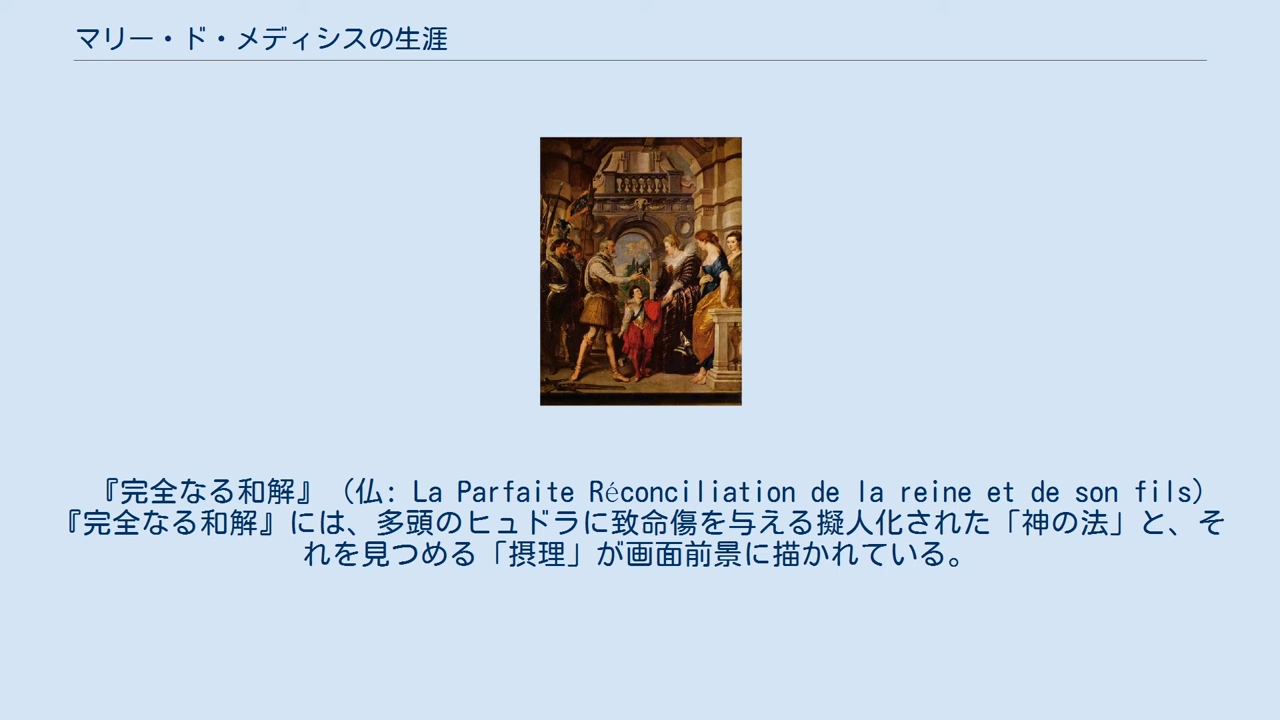 マリー・ド・メディシスの生涯
『完全なる和解』（仏: La Parfaite Réconciliation de la reine et de son fils）
『完全なる和解』には、多頭のヒュドラに致命傷を与える擬人化された「神の法」と、そ
れを見つめる「摂理」が画面前景に描かれている。